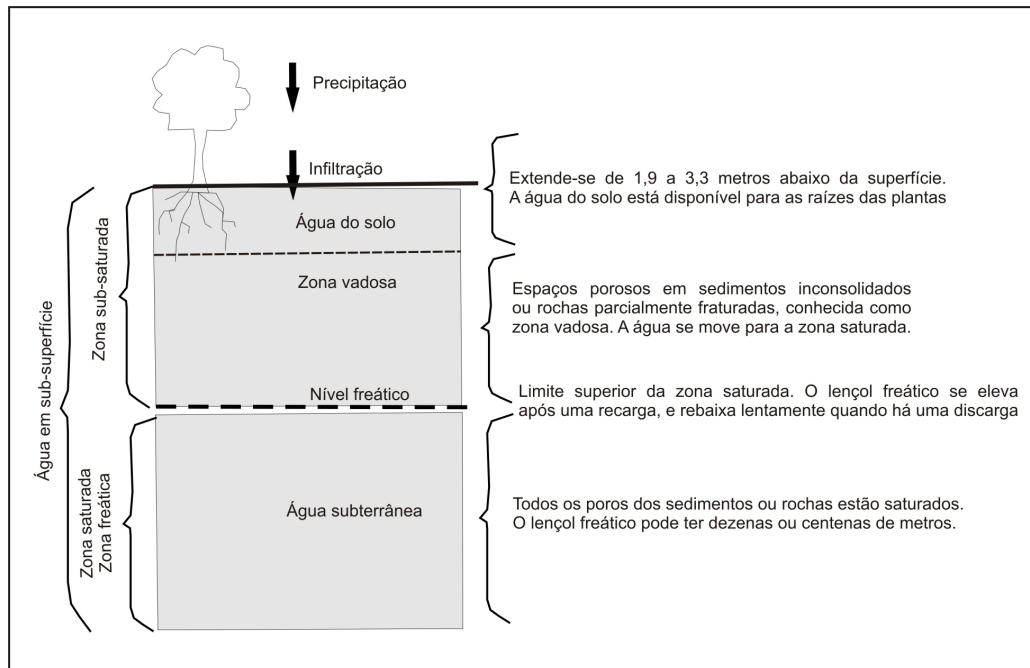 Precipitação
Infiltração
Extende-se de 1,9 a 3,3 metros abaixo da superfície.
A água do solo está disponível para as raízes das plantas
Água do solo
Zona vadosa
Espaços porosos em sedimentos inconsolidados
ou rochas parcialmente fraturadas, conhecida como
zona vadosa. A água se move para a zona saturada.
Zona sub-saturada
Água em sub-superfície
Nível freático
Limite superior da zona saturada. O lençol freático se eleva
após uma recarga, e rebaixa lentamente quando há uma discarga
Zona saturada
Zona freática
Água subterrânea
Todos os poros dos sedimentos ou rochas estão saturados.
O lençol freático pode ter dezenas ou centenas de metros.